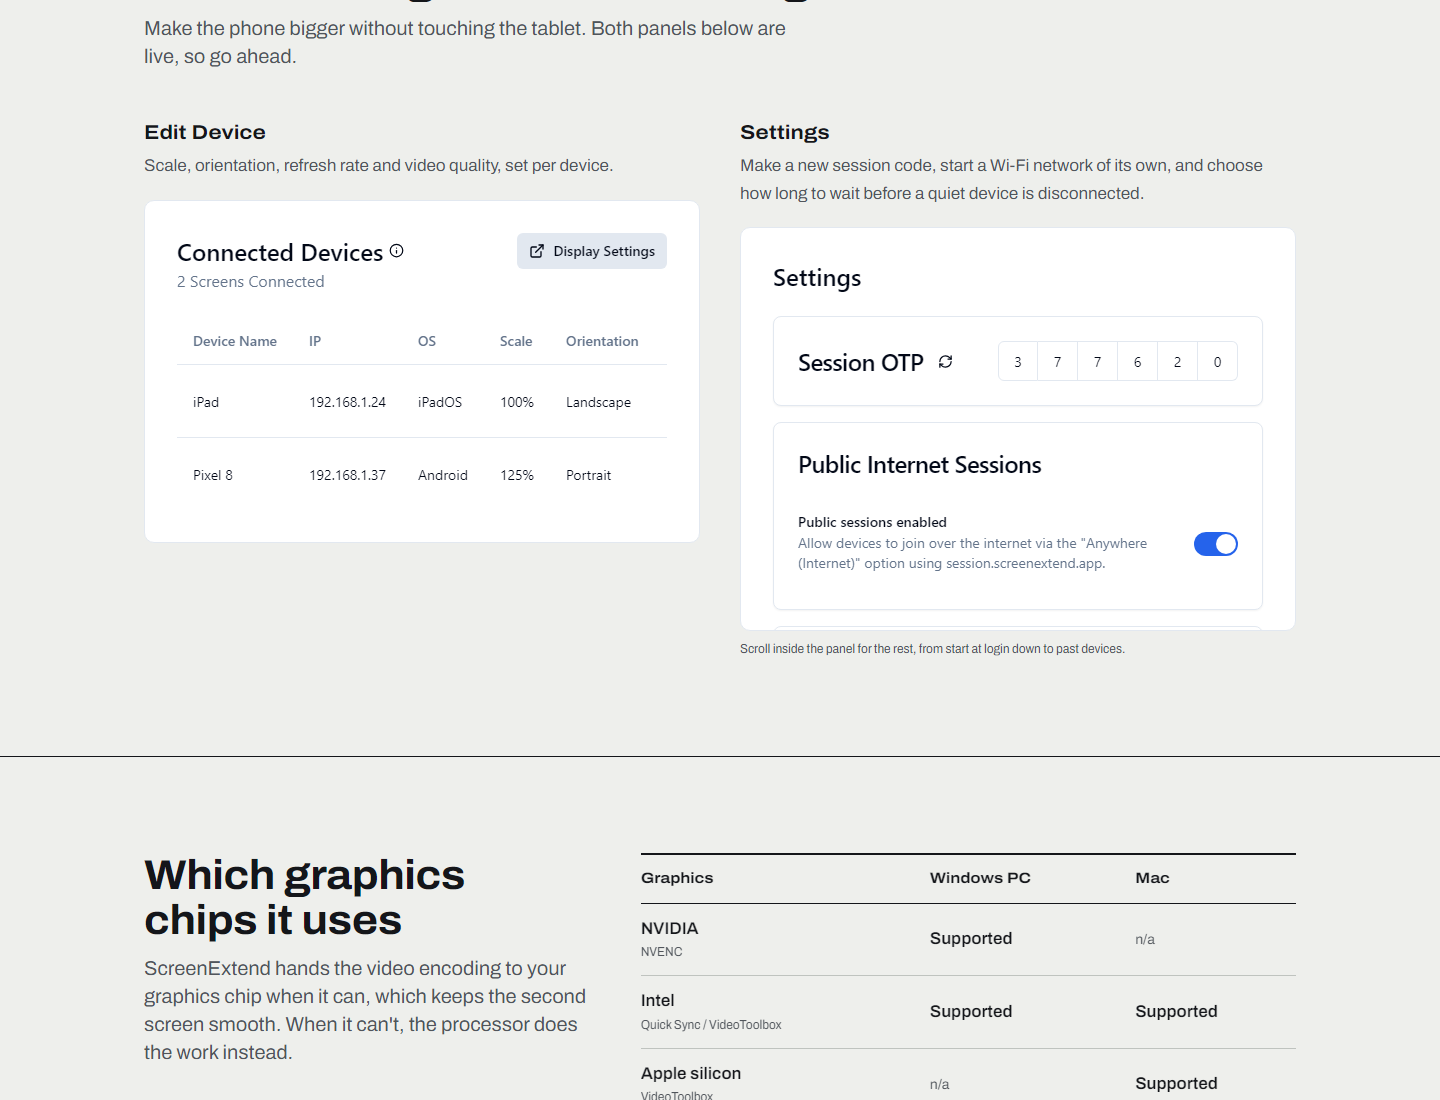 Make the phone bigger without touching the tablet. Both panels below are
live, so go ahead.
Edit Device
Scale, orientation, refresh rate and video quality, set per device.
Connected Devices
Display Settings
2 Screens Connected
Device Name IP OS Scale Orientation
iPad 192.168.1.24 iPadOS 100% Landscape
Pixel 8 192.168.1.37 Android 125% Portrait
Settings
Make a new session code, start a Wi-Fi network of its own, and choose
how long to wait before a quiet device is disconnected.
Settings
Session OTP 3 7 7 6 2 0
Public Internet Sessions
Public sessions enabled
Allow devices to join over the internet via the "Anywhere
(Internet)" option using session.screenextend.app.
Scroll inside the panel for the rest, from start at login down to past devices.
Which graphics
chips it uses
ScreenExtend hands the video encoding to your
graphics chip when it can, which keeps the second
screen smooth. When it can't, the processor does
the work instead.
Graphics Windows PC Mac
NVIDIA
NVENC
Supported n/a
Intel
Quick Sync / VideoToolbox
Supported Supported
Apple silicon
VideoToolbox
n/a Supported